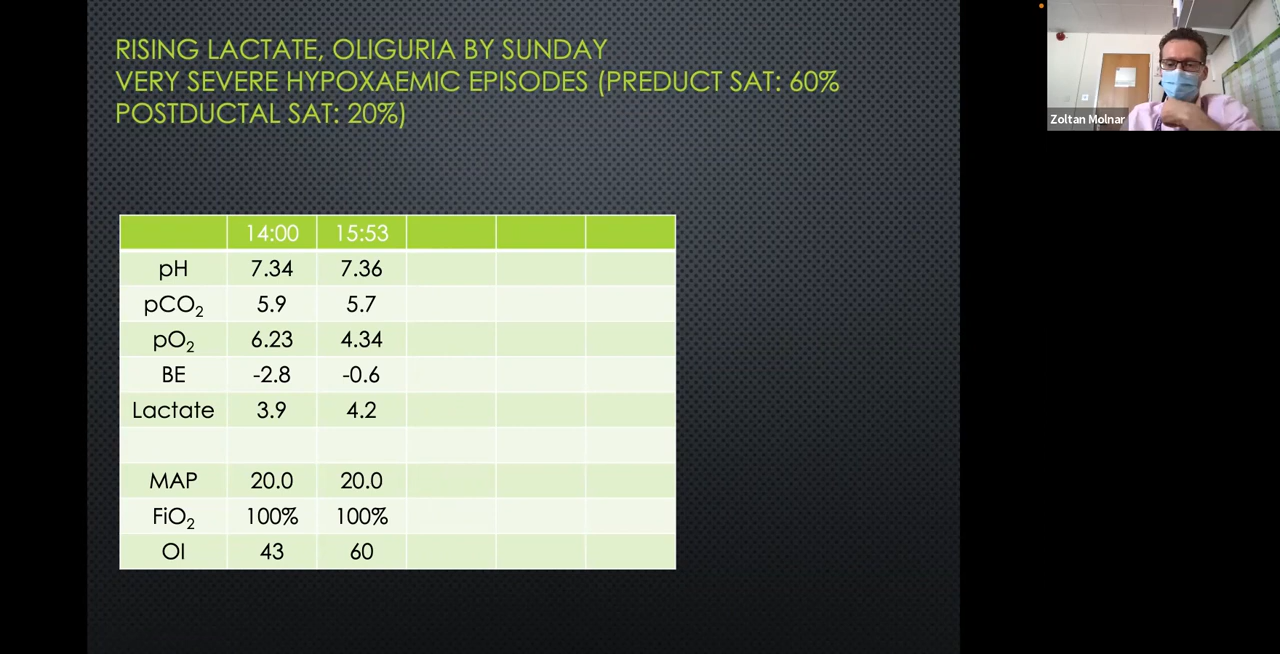 RISING LACTATE, OLIGURIA BY SUNDAY
VERY SEVERE HYPOXAEMIC EPISODES (PREDUCT SAT: 60%
POSTDUCTAL SAT: 20%)
Zoltan Molnar
14:00 15:53
pH 7.34 7.36
pCO₂ 5.9 5.7
pO₂ 6.23 4.34
BE -2.8 -0.6
Lactate 3.9 4.2
MAP 20.0 20.0
FiO₂ 100% 100%
OI 43 60